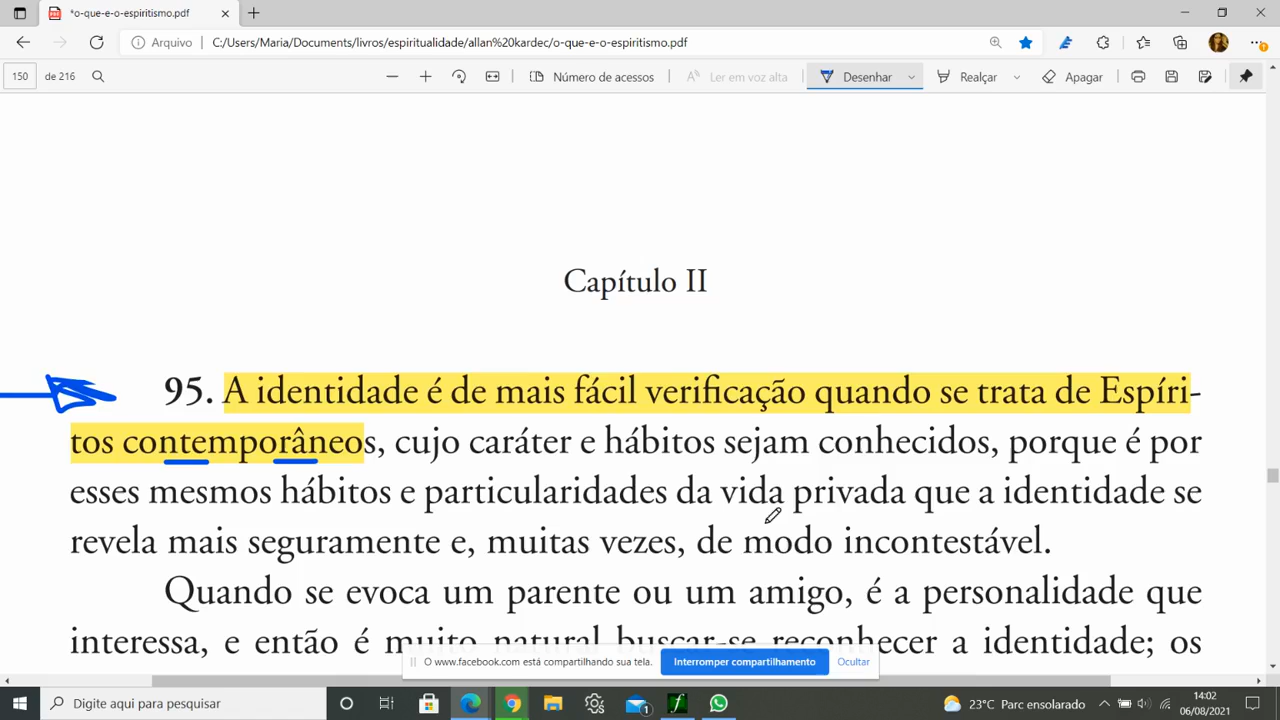 *o-que-e-o-espiritismo.pdf
Arquivo C:/Users/Maria/Documents/livros/espiritualidade/allan%20kardec/o-que-e-o-espiritismo.pdf
150 de 216 Número de acessos Ler em voz alta Desenhar Realçar Apagar
Capítulo II
95. A identidade é de mais fácil verificação quando se trata de Espíri-
tos contemporâneos, cujo caráter e hábitos sejam conhecidos, porque é por
esses mesmos hábitos e particularidades da vida privada que a identidade se
revela mais seguramente e, muitas vezes, de modo incontestável.
Quando se evoca um parente ou um amigo, é a personalidade que
interessa, e então é muito natural buscar-se reconhecer a identidade; os
O www.facebook.com está compartilhando sua tela. Interromper compartilhamento Ocultar
Digite aqui para pesquisar 1 23°C Parc ensolarado 14:02
06/08/2021